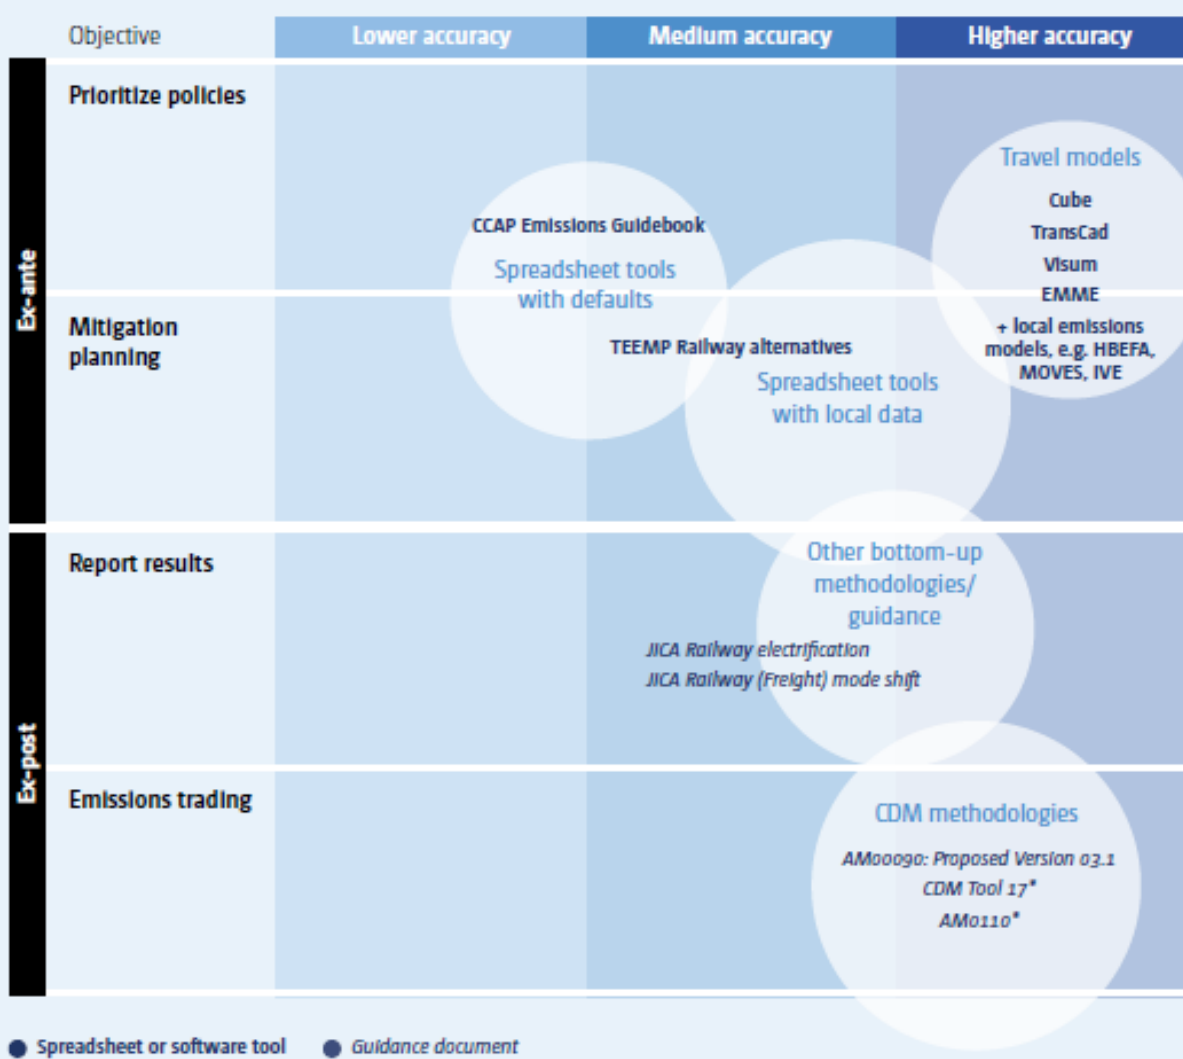 Objective
Lower accuracy
Medium accuracy
Higher accuracy
Ex-ante
Prioritize policies
Travel models
Cube
TransCad
Visum
EMME
+ local emissions
models, e.g. HBEFA,
MOVES, IVE
CCAP Emissions Guidebook
Spreadsheet tools
with defaults
Mitigation
planning
TEEMP Railway alternatives
Spreadsheet tools
with local data
Ex-post
Report results
Other bottom-up
methodologies/
guidance
JICA Railway electrification
JICA Railway (Freight) mode shift
Emissions trading
CDM methodologies
AM00090: Proposed Version 03.1
CDM Tool 17*
AM0110*
Spreadsheet or software tool
Guidance document